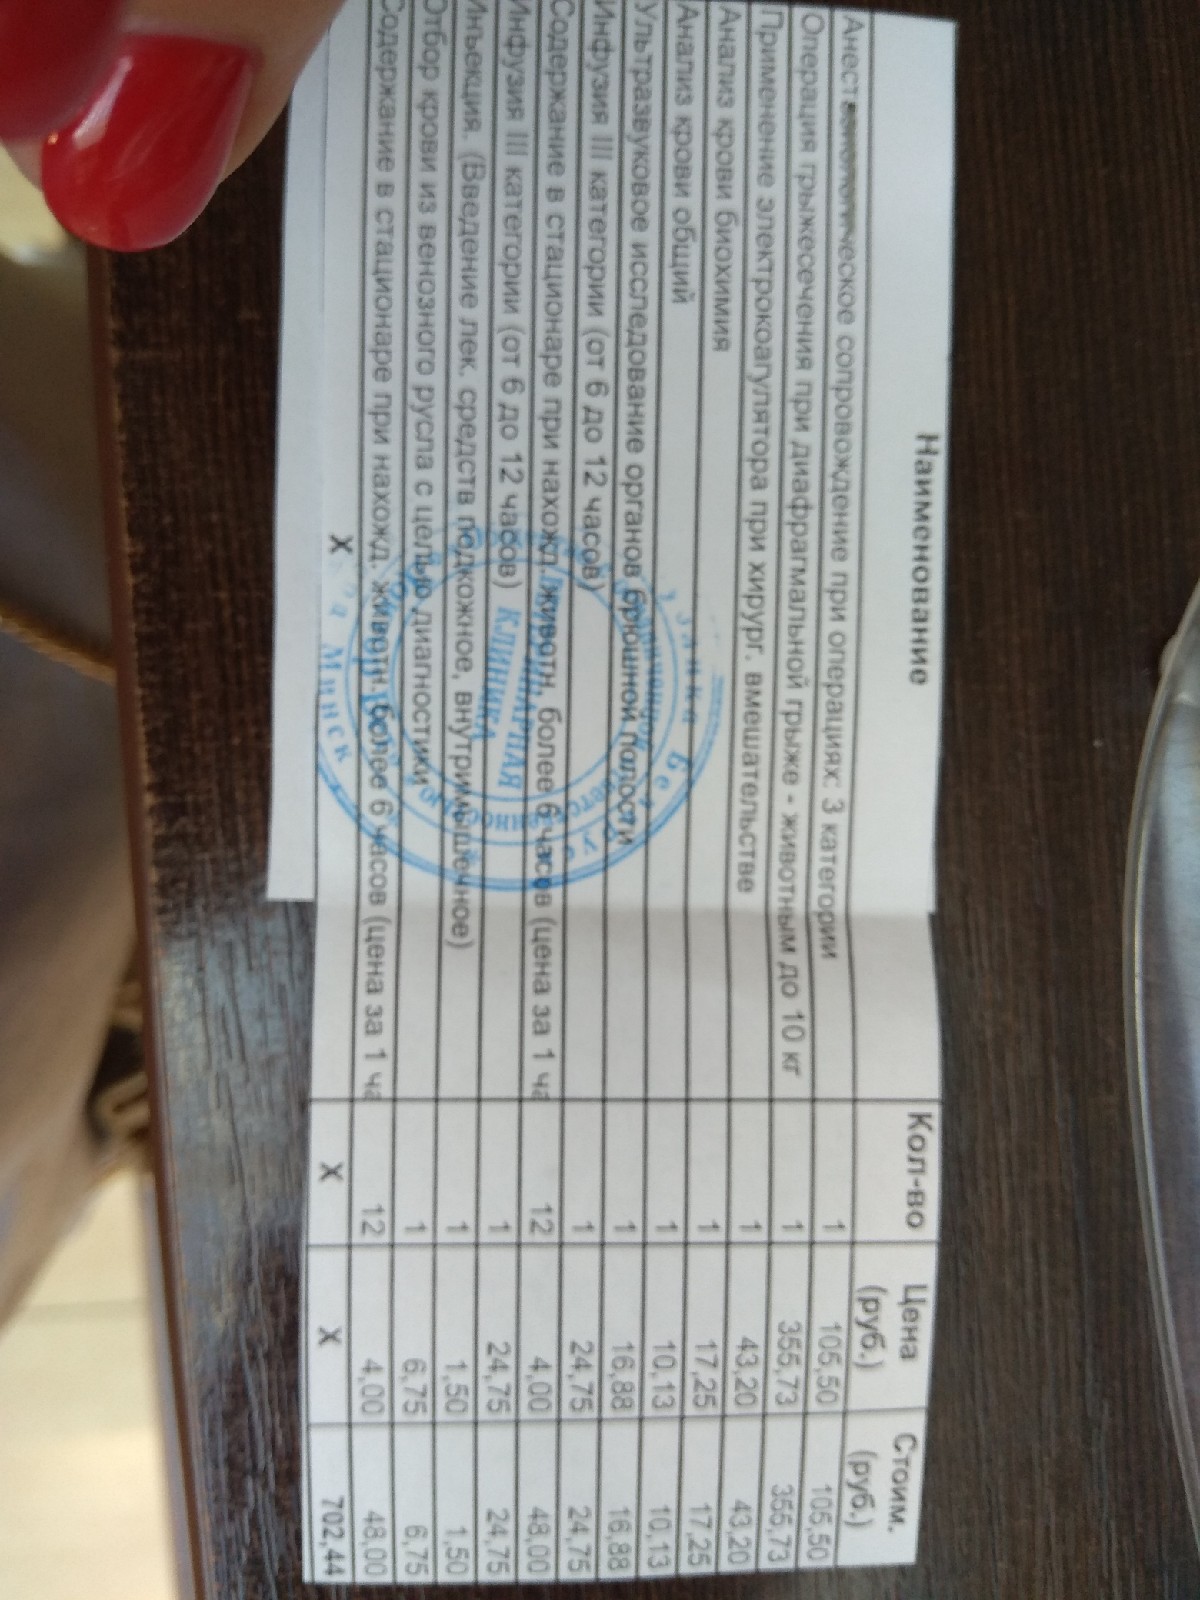 Наименование Кол-во Цена (руб.) Стоим. (руб.)
Анестезиологическое сопровождение при операциях: 3 категории 1 105,50 105,50
Операция грыжесечения при диафрагмальной грыже - животным до 10 кг 1 355,73 355,73
Применение электрокоагулятора при хирург. вмешательстве 1 43,20 43,20
Анализ крови биохимия 1 17,25 17,25
Анализ крови общий 1 10,13 10,13
Ультразвуковое исследование органов брюшной полости 1 16,88 16,88
Инфузия III категории (от 6 до 12 часов) 1 24,75 24,75
Содержание в стационаре при нахожд. животн. более 6 часов (цена за 1 ча 12 4,00 48,00
Инфузия III категории (от 6 до 12 часов) 1 24,75 24,75
Инъекция. (Введение лек. средств подкожное, внутримышечное) 1 1,50 1,50
Отбор крови из венозного русла с целью диагностики 1 6,75 6,75
Содержание в стационаре при нахожд. животн. более 6 часов (цена за 1 ча 12 4,00 48,00
X X X 702,44
КЛИНИКА
Минск